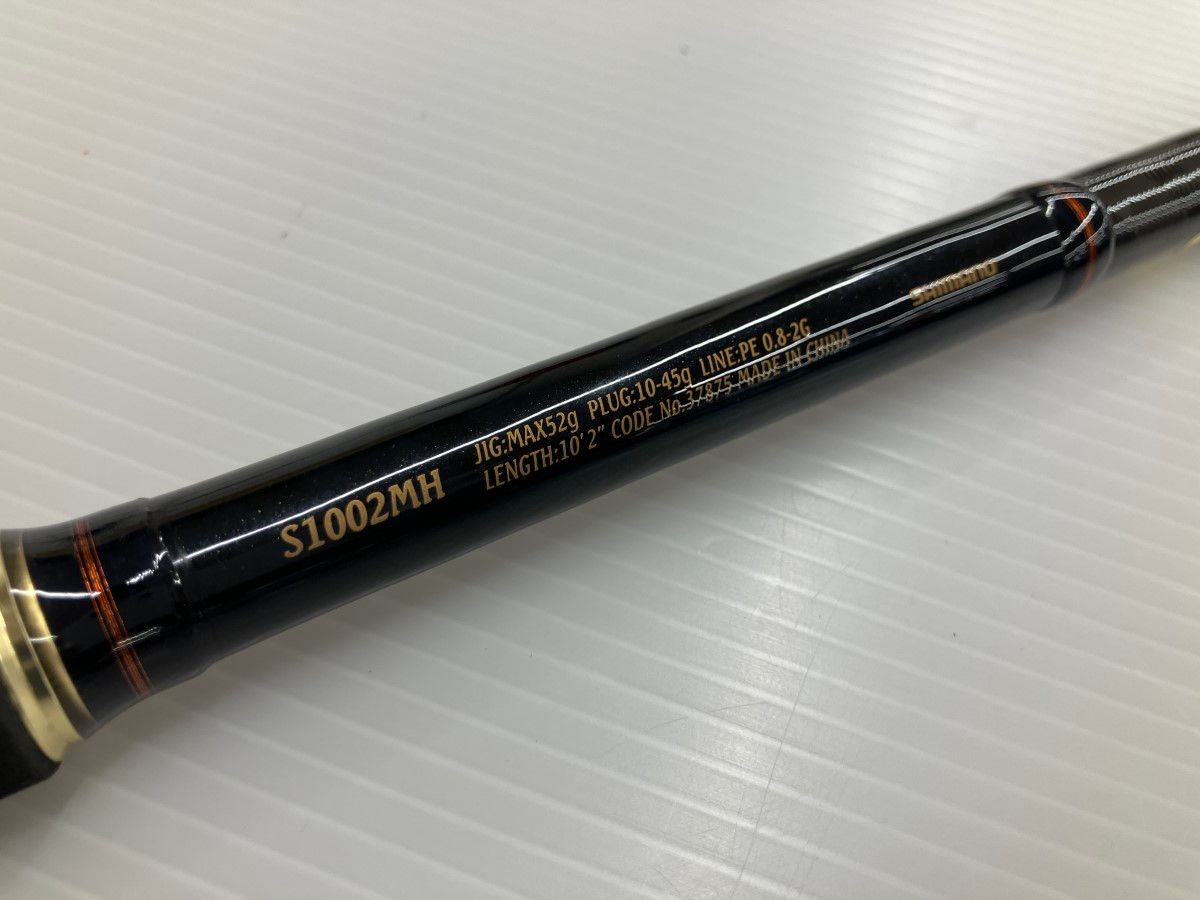 S1002MH
JIG:MAX52g PLUG:10-45g LINE:PE 0.8-2G
LENGTH:10'2" CODE No.37875 MADE IN CHINA
SHIMANO